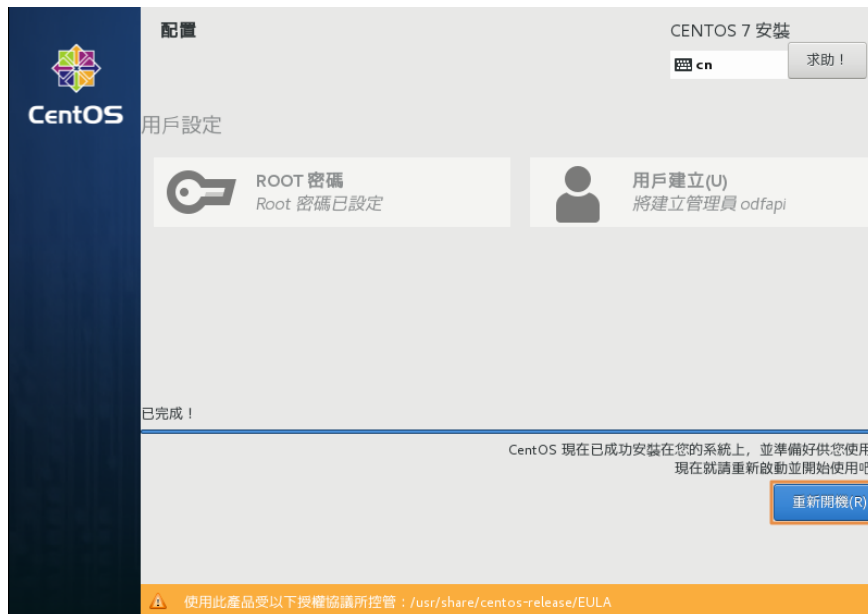 配置
CENTOS 7 安裝
cn
求助！
CentOS
用戶設定
ROOT 密碼
Root 密碼已設定
用戶建立(U)
將建立管理員 odfapi
已完成！
CentOS 現在已成功安裝在您的系統上，並準備好供您使用
現在就請重新啟動並開始使用吧
重新開機(R)
使用此產品受以下授權協議所控管：/usr/share/centos-release/EULA